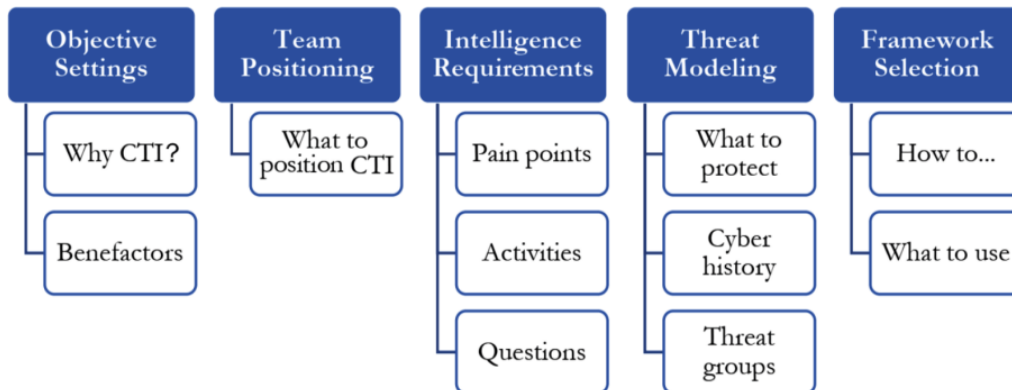 Objective
Settings
Team
Positioning
Intelligence
Requirements
Threat
Modeling
Framework
Selection
Why CTI?
What to
position CTI
Pain points
What to
protect
How to...
Benefactors
Activities
Cyber
history
What to use
Questions
Threat
groups